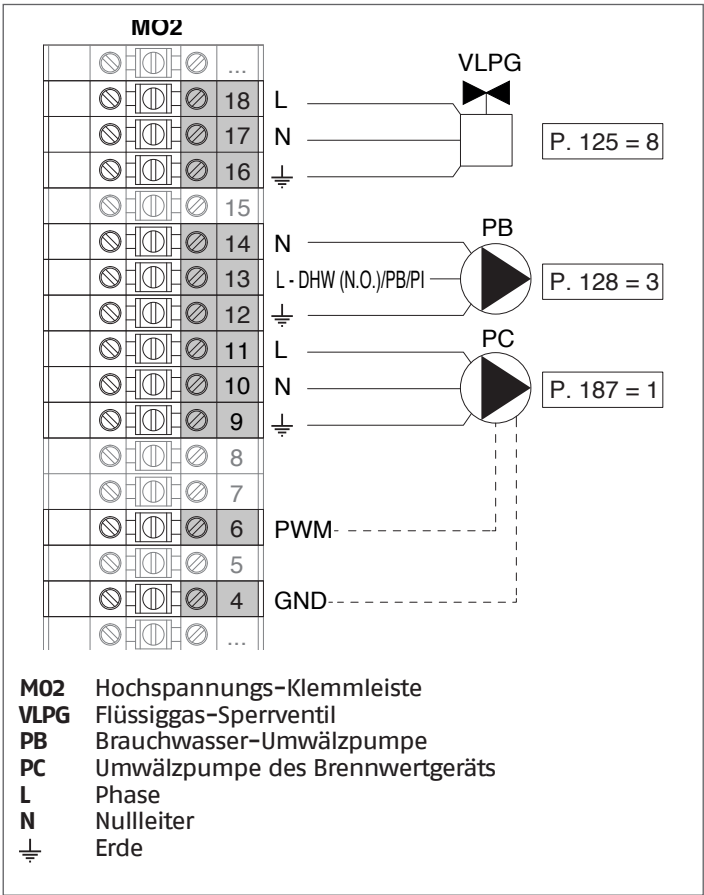 MO2
...
18 L VLPG
17 N P. 125 = 8
16 ⏚
15
14 N PB
13 L - DHW (N.O.)/PB/PI P. 128 = 3
12 ⏚
11 L PC
10 N P. 187 = 1
9 ⏚
8
7
6 PWM
5
4 GND
...
M02 Hochspannungs-Klemmleiste
VLPG Flüssiggas-Sperrventil
PB Brauchwasser-Umwälzpumpe
PC Umwälzpumpe des Brennwertgeräts
L Phase
N Nullleiter
⏚ Erde